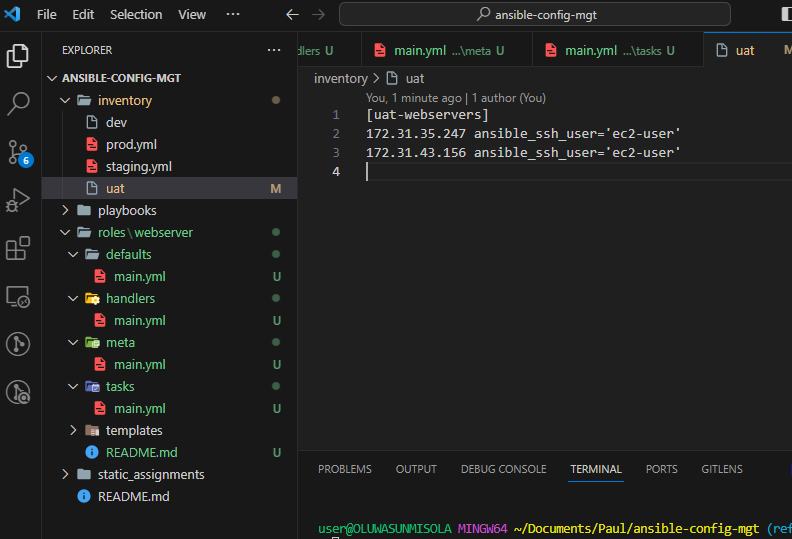 File Edit Selection View ··· ansible-config-mgt
EXPLORER ···
ANSIBLE-CONFIG-MGT
inventory
dev
prod.yml
staging.yml
uat M
playbooks
roles\webserver
defaults
main.yml U
handlers
main.yml U
meta
main.yml U
tasks
main.yml U
templates
README.md U
static_assignments
README.md
6
dlers U main.yml ...\meta U main.yml ...\tasks U uat M
inventory > uat
You, 1 minute ago | 1 author (You)
1 [uat-webservers]
2 172.31.35.247 ansible_ssh_user='ec2-user'
3 172.31.43.156 ansible_ssh_user='ec2-user'
4
PROBLEMS OUTPUT DEBUG CONSOLE TERMINAL PORTS GITLENS
user@OLUWASUNMISOLA MINGW64 ~/Documents/Paul/ansible-config-mgt (ref